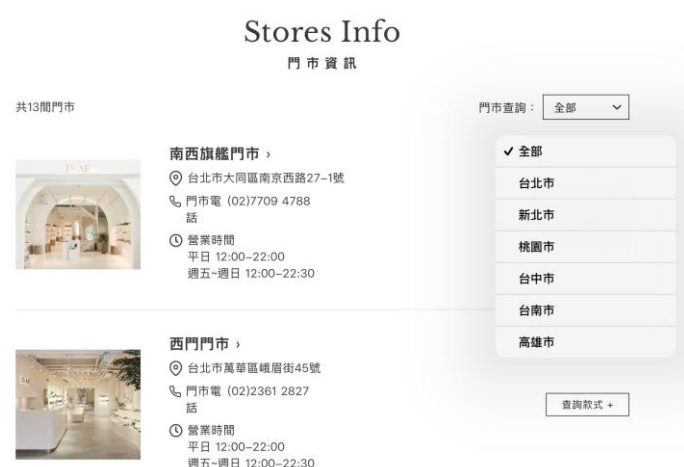 Stores Info
門市資訊
共13間門市
門市查詢：
全部
南西旗艦門市 ›
台北市大同區南京西路27-1號
門市電 (02)7709 4788
話
營業時間
平日 12:00-22:00
週五~週日 12:00-22:30
✓ 全部
台北市
新北市
桃園市
台中市
台南市
高雄市
西門門市 ›
台北市萬華區峨眉街45號
門市電 (02)2361 2827
話
營業時間
平日 12:00-22:00
週五~週日 12:00-22:30
查詢款式 +